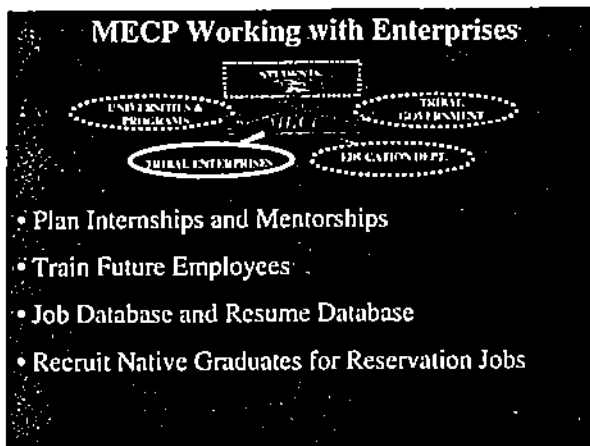 MECP Working with Enterprises
STUDENTS
UNIVERSITIES &
PROGRAMS
MECP
TRIBAL
GOVERNMENT
TRIBAL ENTERPRISES
EDUCATION DEPT.
• Plan Internships and Mentorships
• Train Future Employees
• Job Database and Resume Database
• Recruit Native Graduates for Reservation Jobs